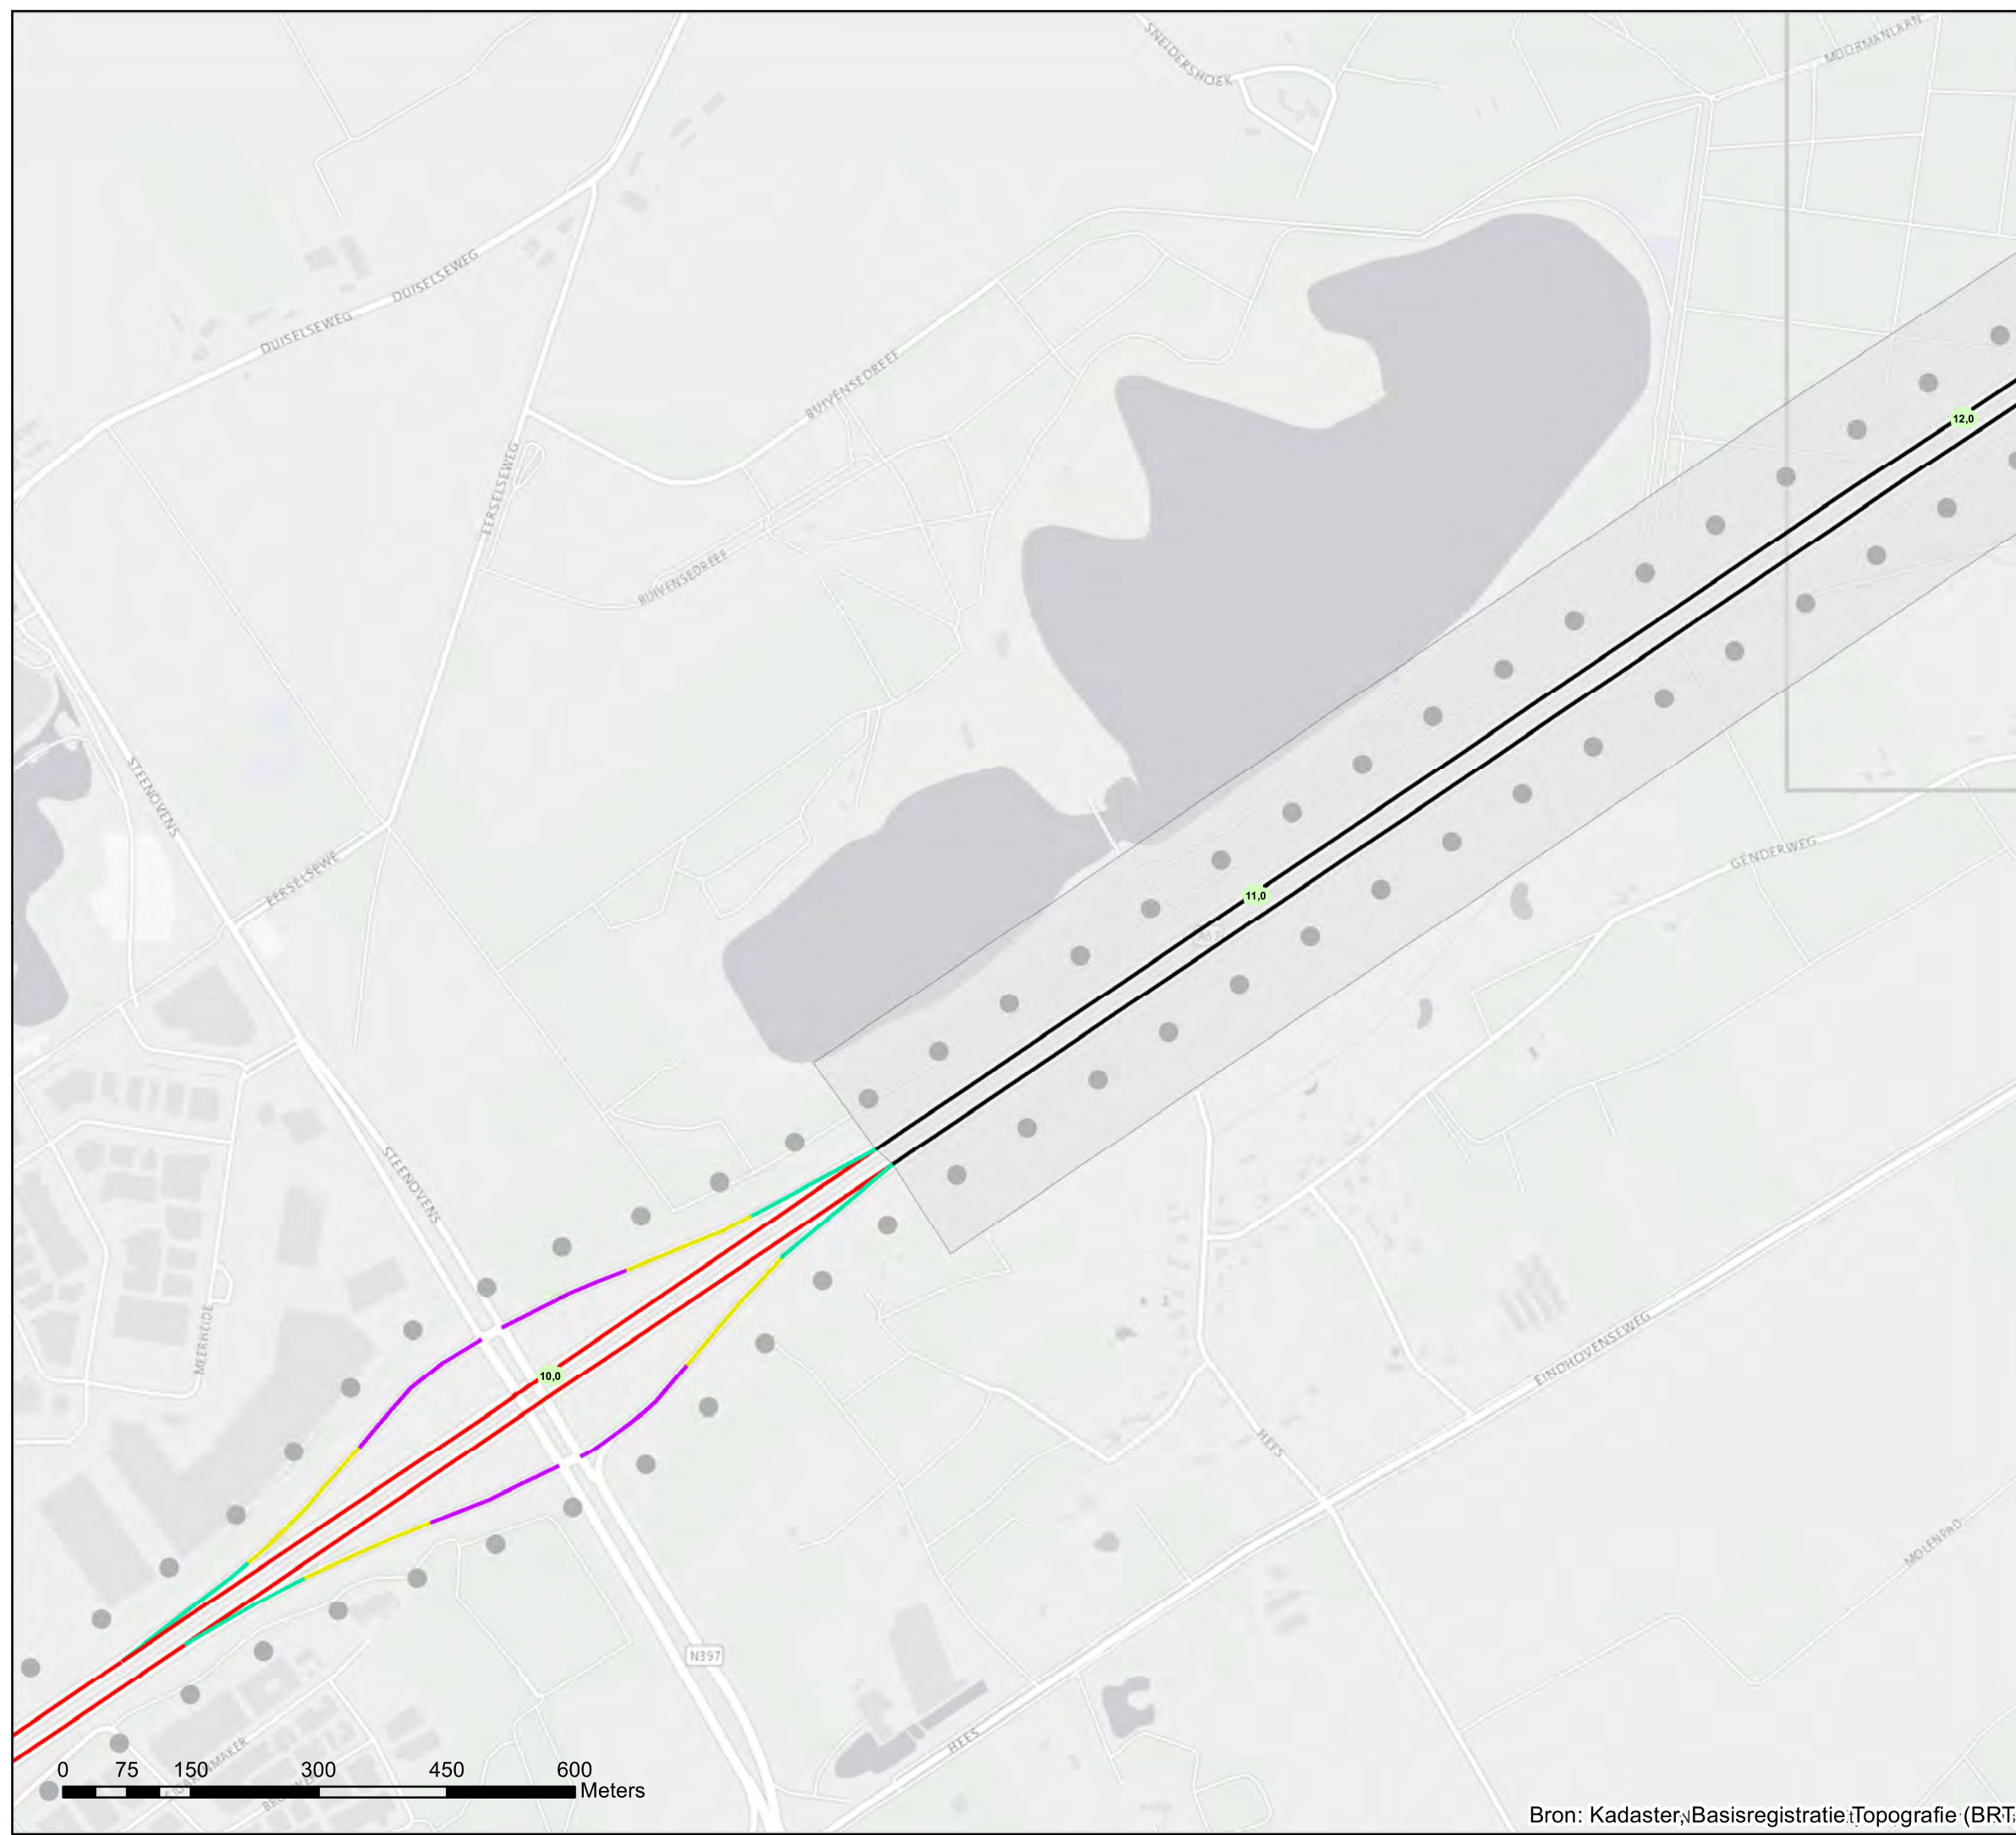 SNEIDERSHOEK
MOORMANLAAN
DUISELSEWEG
DUISELSEWEG
BUIVENSEDREEF
12,0
EERSELSEWEG
BUIVENSEDREEF
STEENOVENS
EERSELSEWE
GENDERWEG
11,0
A67
STEENOVENS
MEERHEIDE
10,0
EINDHOVENSEWEG
HEES
MOLENPAD
N397
HEES
0 75 150 300 450 600
Meters
Bron: Kadaster, Basisregistratie Topografie (BRT